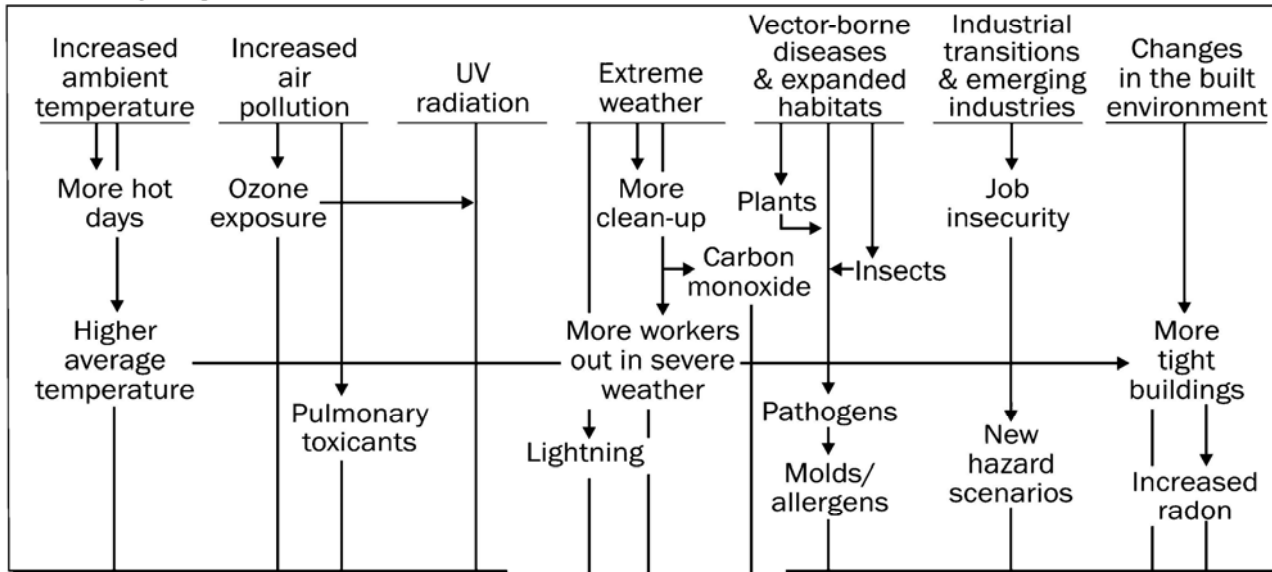 Increased
ambient
temperature
Increased
air
pollution
UV
radiation
Extreme
weather
Vector-borne
diseases
& expanded
habitats
Industrial
transitions
& emerging
industries
Changes
in the built
environment
More hot
days
Ozone
exposure
More
clean-up
Plants
Job
insecurity
Carbon
monoxide
Insects
Higher
average
temperature
More workers
out in severe
weather
More
tight
buildings
Pulmonary
toxicants
Lightning
Pathogens
Molds/
allergens
New
hazard
scenarios
Increased
radon